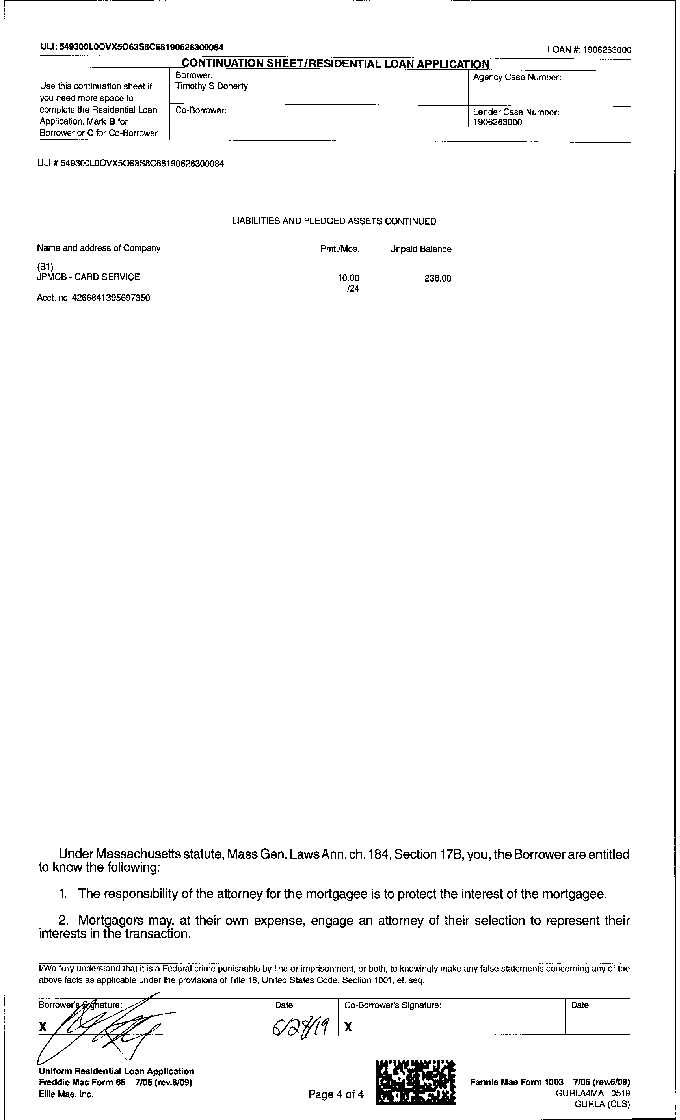 ULI: 549300L0OVX5O63S8C66190626300064
LOAN #: 1906263000
CONTINUATION SHEET/RESIDENTIAL LOAN APPLICATION
Use this continuation sheet if
you need more space to
complete the Residential Loan
Application. Mark B for
Borrower or C for Co-Borrower.
Borrower:
Timothy S Doherty
Agency Case Number:
Co-Borrower:
Lender Case Number:
1906263000
ULI # 549300L0OVX5O63S8C66190626300064
LIABILITIES AND PLEDGED ASSETS CONTINUED
Name and address of Company Pmt./Mos. Unpaid Balance
(B1)
JPMCB - CARD SERVICE 10.00 238.00
/24
Acct. no. 4266841395697350
Under Massachusetts statute, Mass Gen. Laws Ann. ch. 184, Section 17B, you, the Borrower are entitled
to know the following:
1. The responsibility of the attorney for the mortgagee is to protect the interest of the mortgagee.
2. Mortgagors may, at their own expense, engage an attorney of their selection to represent their
interests in the transaction.
I/We fully understand that it is a Federal crime punishable by fine or imprisonment, or both, to knowingly make any false statements concerning any of the
above facts as applicable under the provisions of Title 18, United States Code, Section 1001, et. seq.
Borrower's Signature: Date Co-Borrower's Signature: Date
X 6/28/19 X
Uniform Residential Loan Application
Freddie Mac Form 65 7/05 (rev.6/09)
Ellie Mae, Inc.
Page 4 of 4
Fannie Mae Form 1003 7/05 (rev.6/09)
GURLA4MA 0519
GURLA (CLS)